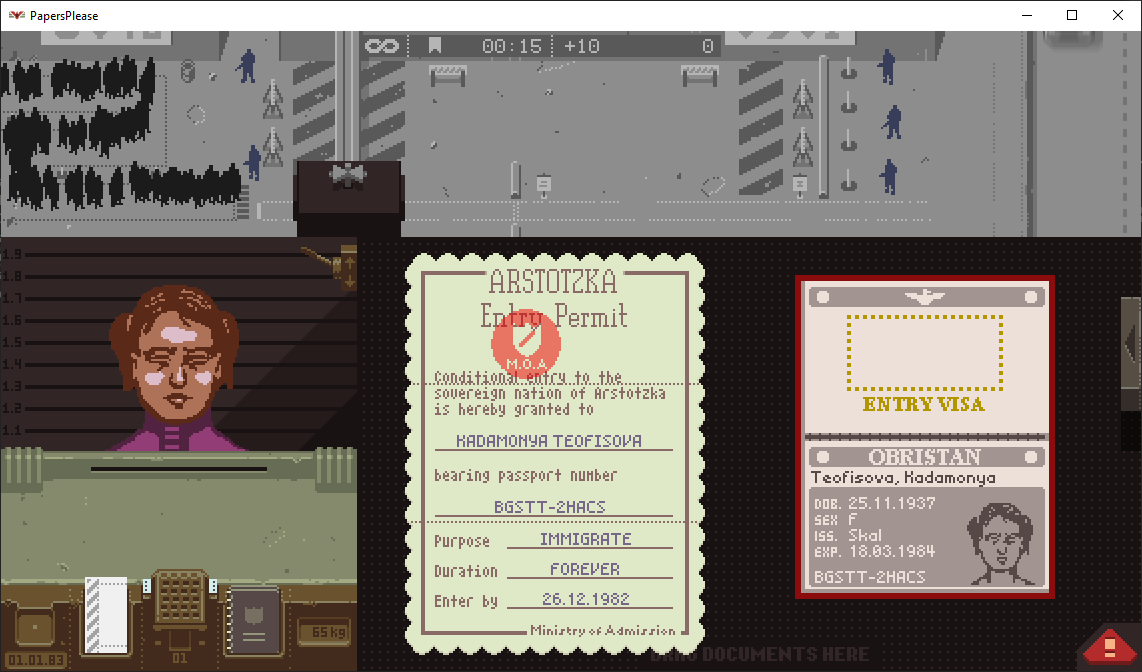 PapersPlease
00:15
+10
0
1.9
1.8
1.7
1.6
1.5
1.4
1.3
1.2
1.1
ARSTOTZKA
Entry Permit
M.O.A
Conditional entry to the
sovereign nation of Arstotzka
is hereby granted to
KADAMONYA TEOFISOVA
bearing passport number
BGSTT-2HACS
Purpose IMMIGRATE
Duration FOREVER
Enter by 26.12.1982
Ministry of Admission
ENTRY VISA
OBRISTAN
Teofisova, Kadamonya
DOB. 25.11.1937
SEX F
ISS. Skal
EXP. 18.03.1984
BGSTT-2HACS
65kg
01.01.83
01
DRAG DOCUMENTS HERE